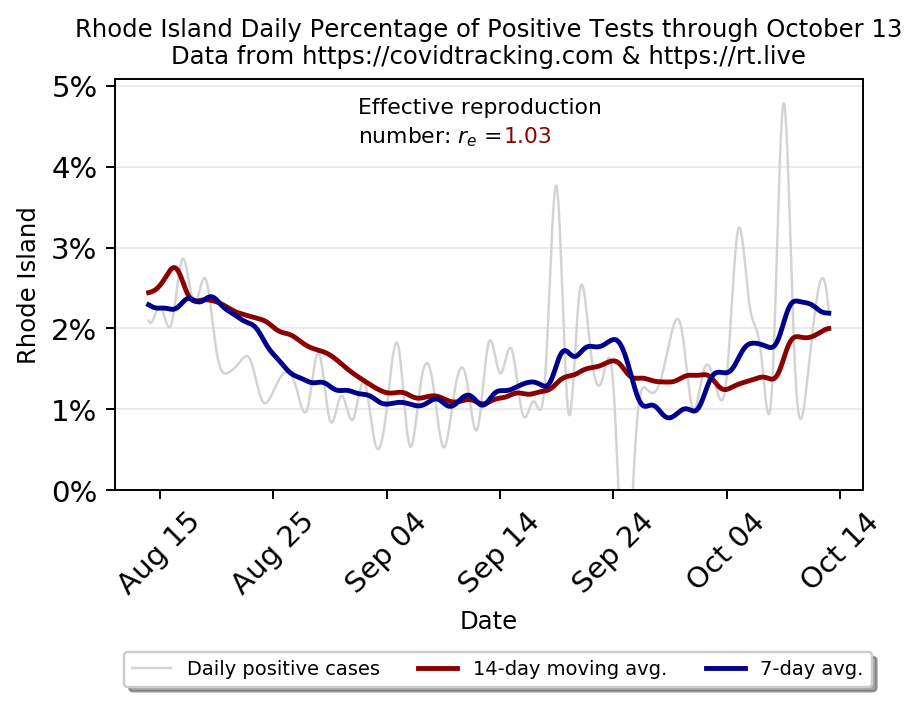 Rhode Island Daily Percentage of Positive Tests through October 13
Data from https://covidtracking.com & https://rt.live
Effective reproduction
number: rₑ =1.03
5%
4%
3%
2%
1%
0%
Rhode Island
Aug 15
Aug 25
Sep 04
Sep 14
Sep 24
Oct 04
Oct 14
Date
Daily positive cases
14-day moving avg.
7-day avg.